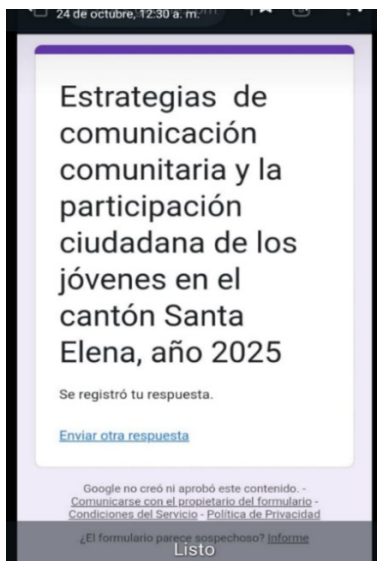 24 de octubre, 12:30 a. m.
Estrategias de
comunicación
comunitaria y la
participación
ciudadana de los
jóvenes en el
cantón Santa
Elena, año 2025
Se registró tu respuesta.
Enviar otra respuesta
Google no creó ni aprobó este contenido. -
Comunicarse con el propietario del formulario -
Condiciones del Servicio - Política de Privacidad
¿El formulario parece sospechoso? Informe
Listo